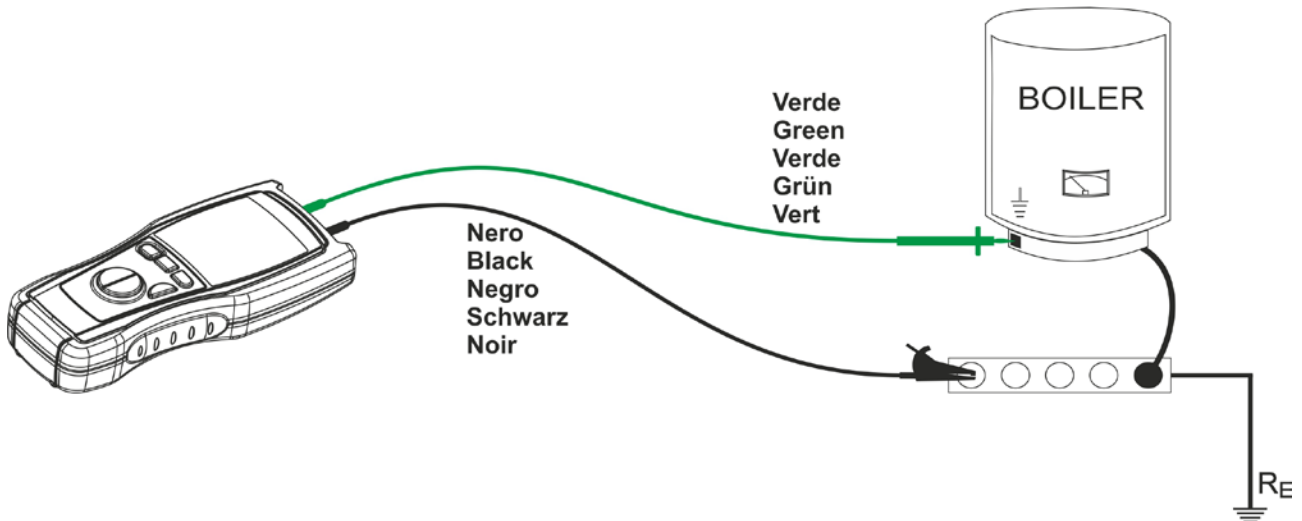 BOILER
Verde
Green
Verde
Grün
Vert
Nero
Black
Negro
Schwarz
Noir
RE